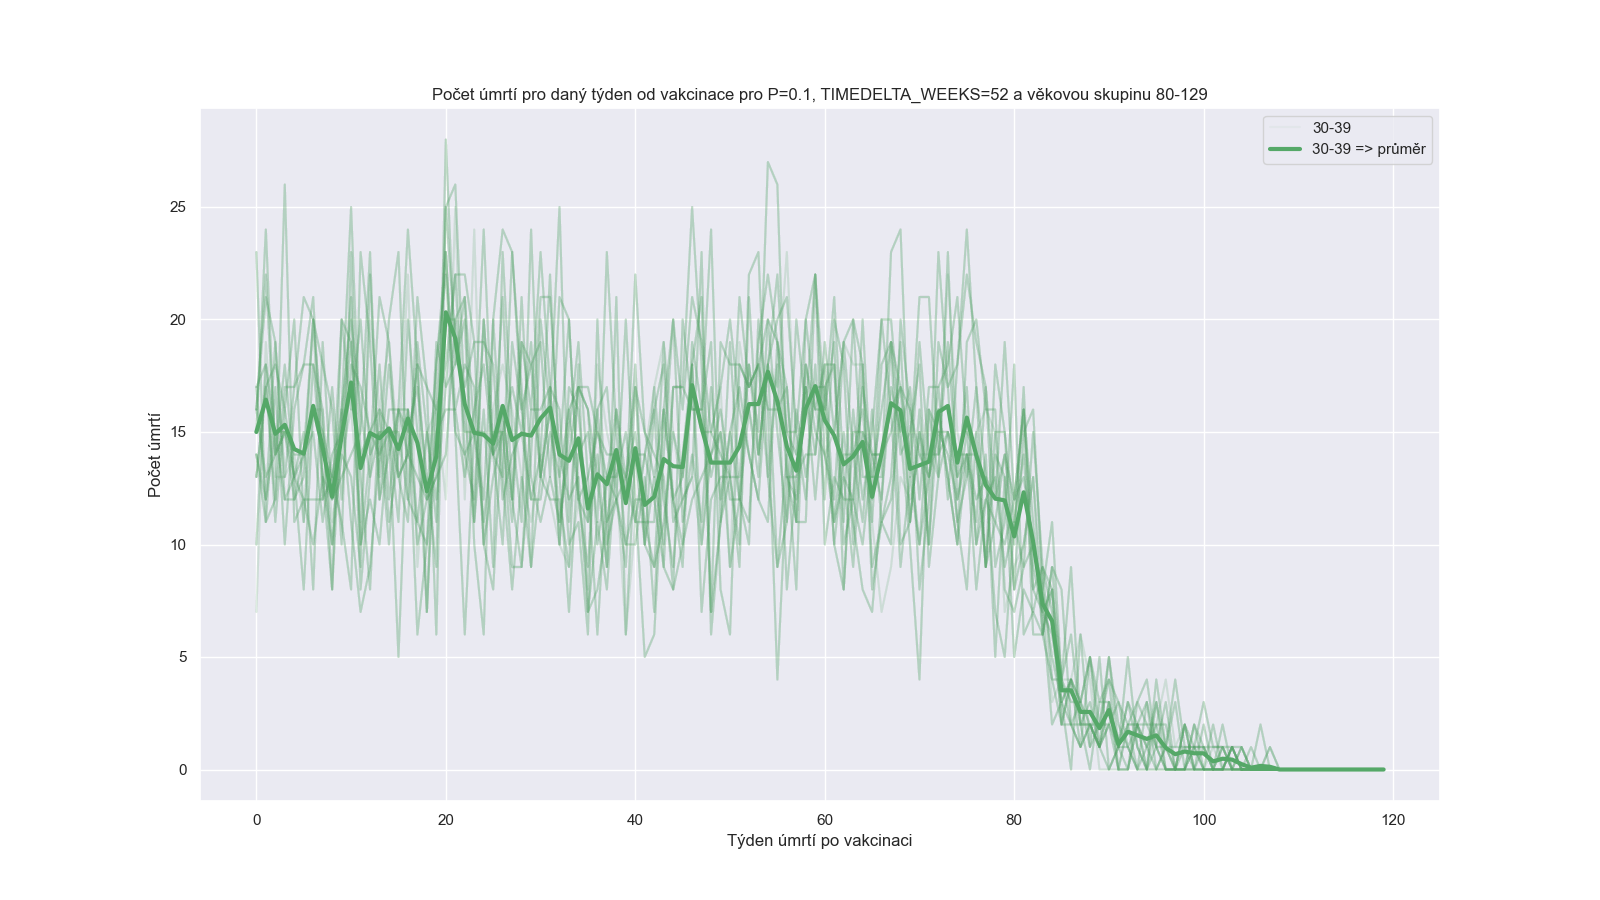 Počet úmrtí pro daný týden od vakcinace pro P=0.1, TIMEDELTA_WEEKS=52 a věkovou skupinu 80-129
30-39
30-39 => průměr
Počet úmrtí
25
20
15
10
5
0
0 20 40 60 80 100 120
Týden úmrtí po vakcinaci